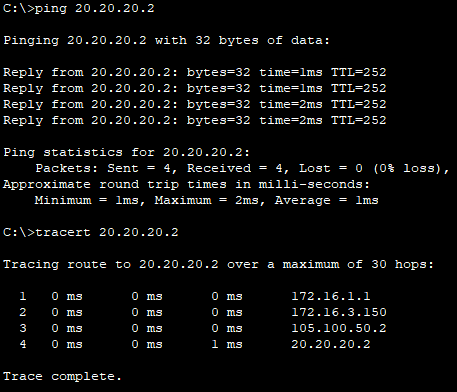 C:\>ping 20.20.20.2
Pinging 20.20.20.2 with 32 bytes of data:
Reply from 20.20.20.2: bytes=32 time=1ms TTL=252
Reply from 20.20.20.2: bytes=32 time=1ms TTL=252
Reply from 20.20.20.2: bytes=32 time=2ms TTL=252
Reply from 20.20.20.2: bytes=32 time=2ms TTL=252
Ping statistics for 20.20.20.2:
    Packets: Sent = 4, Received = 4, Lost = 0 (0% loss),
Approximate round trip times in milli-seconds:
    Minimum = 1ms, Maximum = 2ms, Average = 1ms
C:\>tracert 20.20.20.2
Tracing route to 20.20.20.2 over a maximum of 30 hops:
  1   0 ms      0 ms      0 ms      172.16.1.1
  2   0 ms      0 ms      0 ms      172.16.3.150
  3   0 ms      0 ms      0 ms      105.100.50.2
  4   0 ms      0 ms      1 ms      20.20.20.2
Trace complete.